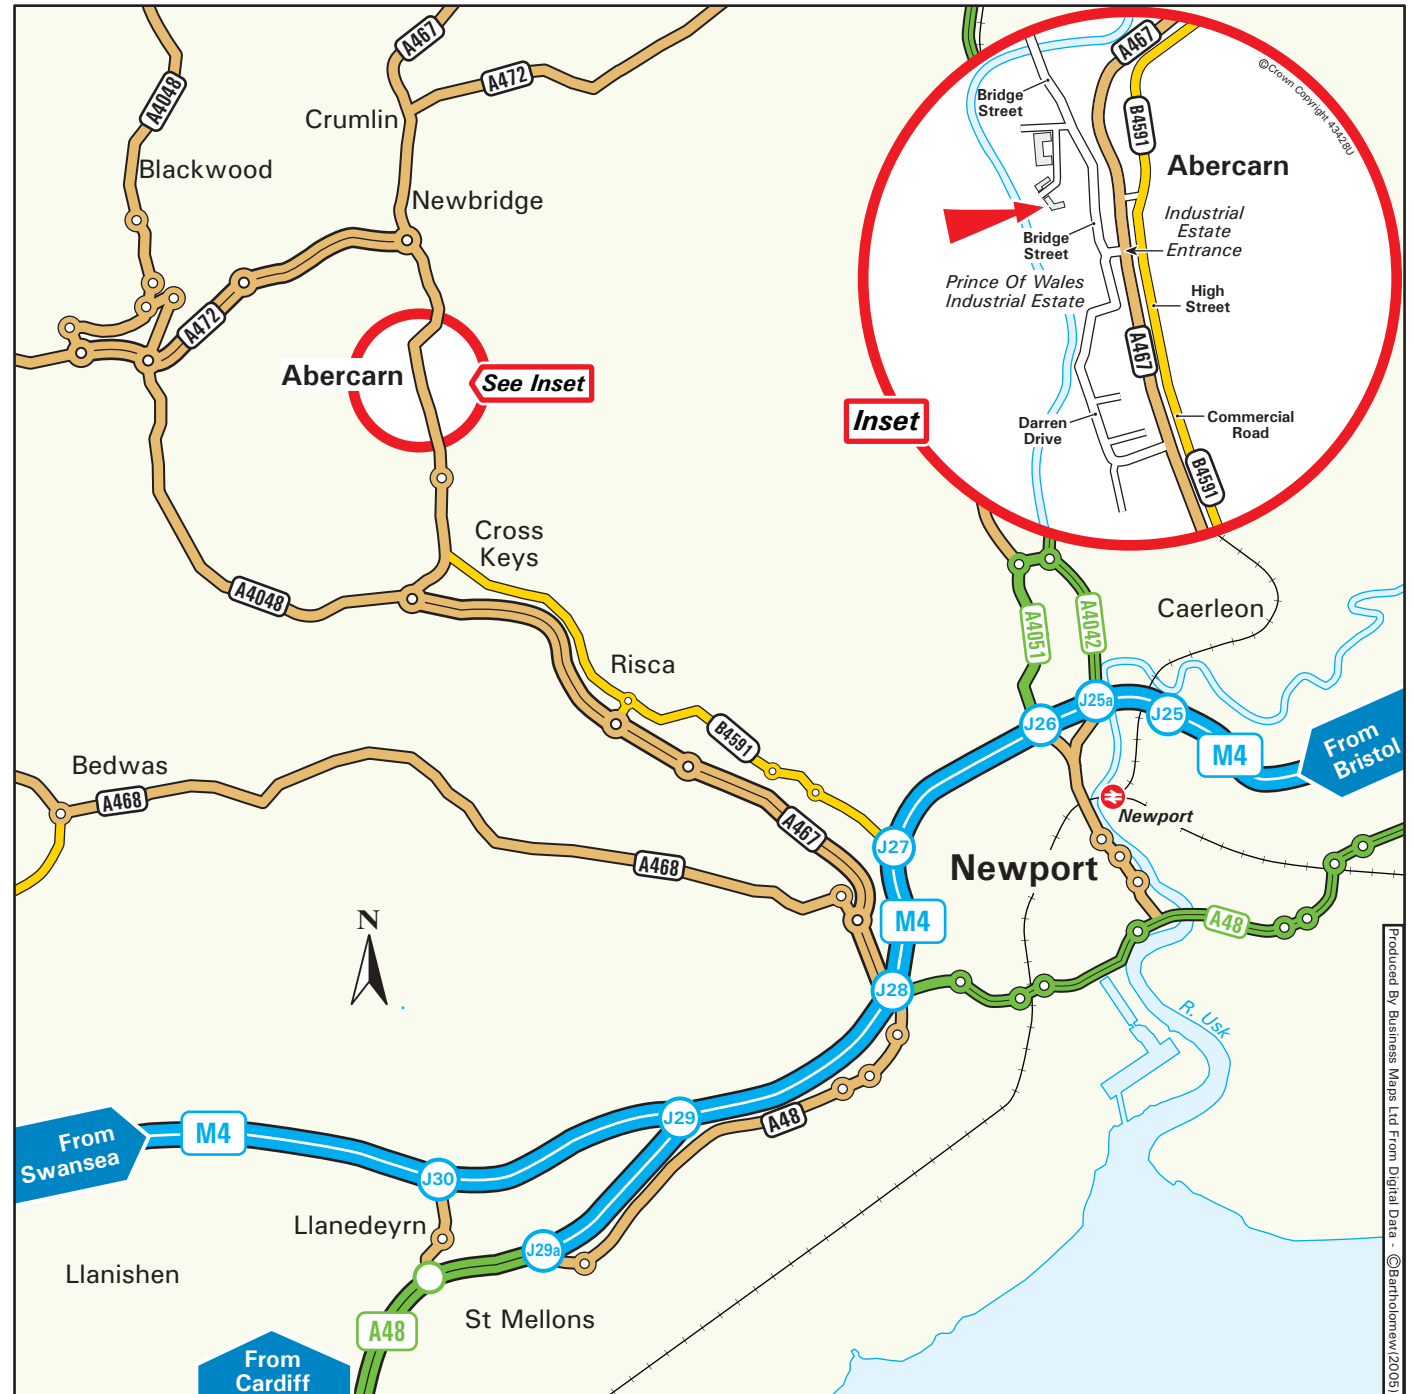 A467
A4048
A472
Crumlin
Blackwood
Newbridge
A472
Abercarn
See Inset
A467
©Crown Copyright 43428U
Bridge
Street
B4591
Abercarn
Industrial
Estate
Entrance
Bridge
Street
Prince Of Wales
Industrial Estate
High
Street
A467
Inset
Darren
Drive
Commercial
Road
B4591
Cross
Keys
A4048
A4051
A4042
Caerleon
Risca
B4591
J26
J25a
J25
M4
From
Bristol
Bedwas
A468
A467
A468
J27
Newport
Newport
M4
A48
N
J28
R. Usk
From
Swansea
M4
J29
A48
J30
Llanedeyrn
J29a
Llanishen
St Mellons
A48
From
Cardiff
Produced By Business Maps Ltd From Digital Data - ©Bartholomew(2005)